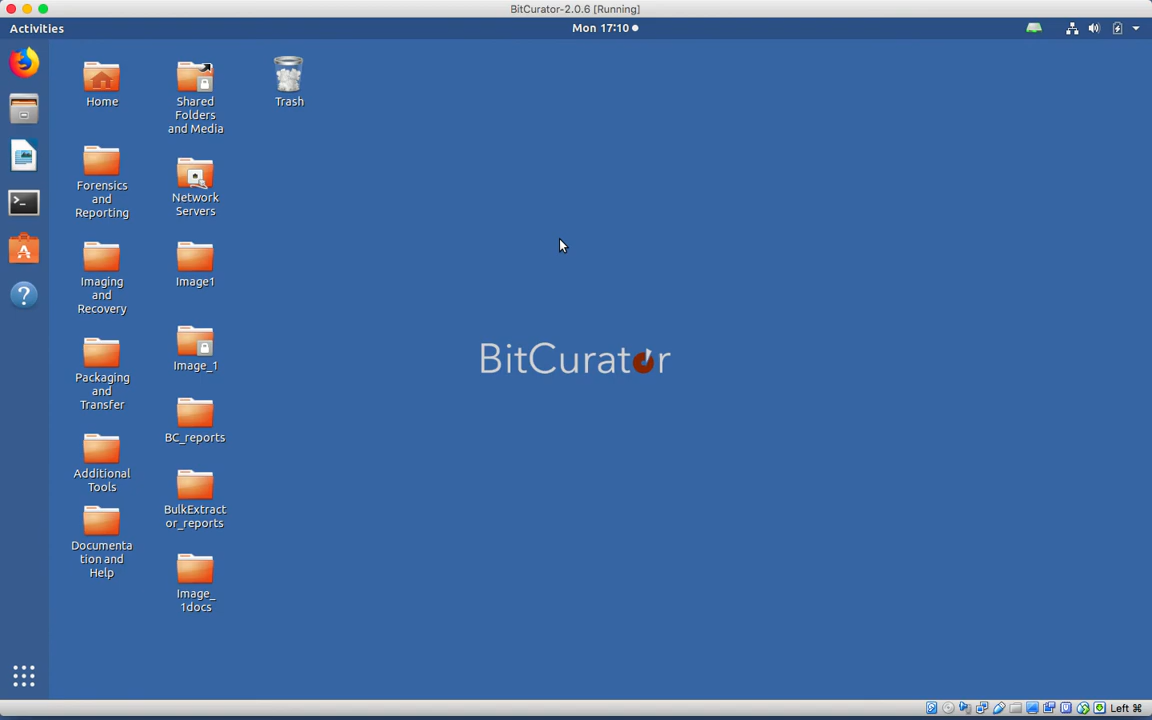 BitCurator-2.0.6 [Running]
Activities
Mon 17:10
Home
Shared
Folders
and Media
Trash
Forensics
and
Reporting
Network
Servers
Imaging
and
Recovery
Image1
Packaging
and
Transfer
Image_1
BC_reports
Additional
Tools
BulkExtract
or_reports
Documenta
tion and
Help
Image_
1docs
BitCurator
Left ⌘